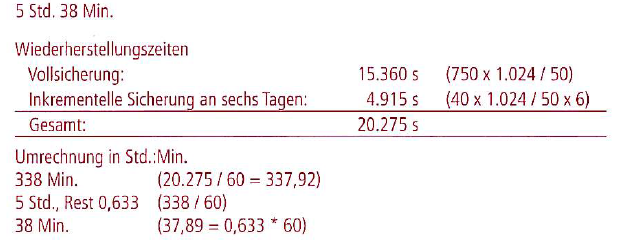 5 Std. 38 Min.
Wiederherstellungszeiten
Vollsicherung: 15.360 s (750 x 1.024 / 50)
Inkrementelle Sicherung an sechs Tagen: 4.915 s (40 x 1.024 / 50 x 6)
Gesamt: 20.275 s
Umrechnung in Std.:Min.
338 Min. (20.275 / 60 = 337,92)
5 Std., Rest 0,633 (338 / 60)
38 Min. (37,89 = 0,633 * 60)